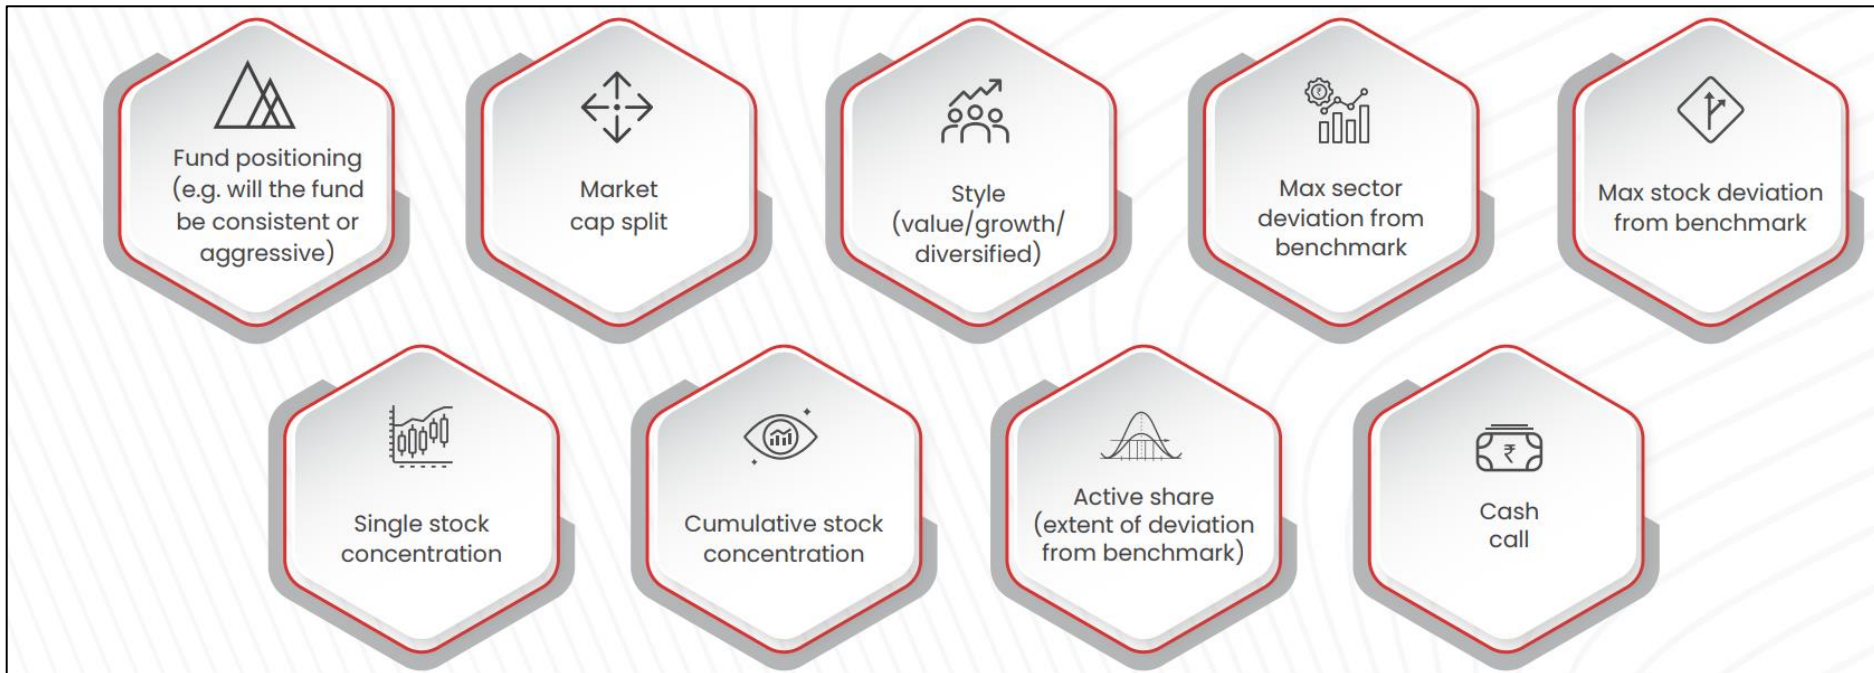 Fund positioning
(e.g. will the fund
be consistent or
aggressive)
Market
cap split
Style
(value/growth/
diversified)
Max sector
deviation from
benchmark
Max stock deviation
from benchmark
Single stock
concentration
Cumulative stock
concentration
Active share
(extent of deviation
from benchmark)
₹
Cash
call